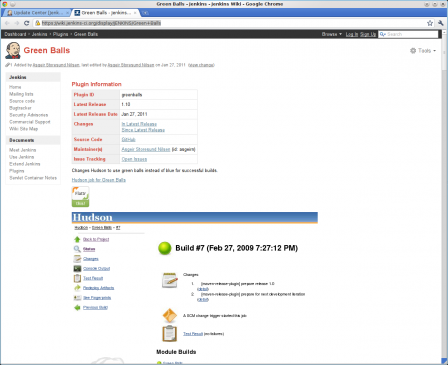 Green Balls - Jenkins - Jenkins Wiki - Google Chrome
Update Center [Jenk
Green Balls - Jenkins - Jen
https://wiki.jenkins-ci.org/display/JENKINS/Green+Balls
Dashboard > Jenkins > Plugins > Green Balls
Browse
Log In
Sign Up
Search
Green Balls
Tools
Added by Asgeir Storesund Nilsen, last edited by Asgeir Storesund Nilsen on Jan 27, 2011 (view change)
Jenkins
Home
Mailing lists
Source code
Bugtracker
Security Advisories
Commercial Support
Wiki Site Map
Documents
Meet Jenkins
Use Jenkins
Extend Jenkins
Plugins
Servlet Container Notes
Plugin Information
Plugin ID greenballs
Latest Release 1.10
Latest Release Date Jan 27, 2011
Changes In Latest Release
Since Latest Release
Source Code GitHub
Maintainer(s) Asgeir Storesund Nilsen (id: asgeirn)
Issue Tracking Open Issues
Changes Hudson to use green balls instead of blue for successful builds.
Hudson job for Green Balls
Flattr
Hudson
Hudson » Green Balls » #7
Back to Project
Status
Changes
Console Output
Test Result
Redeploy Artifacts
See Fingerprints
Previous Build
Build #7 (Feb 27, 2009 7:27:12 PM)
Changes
1. [maven-release-plugin] prepare release 1.0
(detail)
2. [maven-release-plugin] prepare for next development iteration
(detail)
A SCM change trigger started this job
Test Result (no failures)
Module Builds